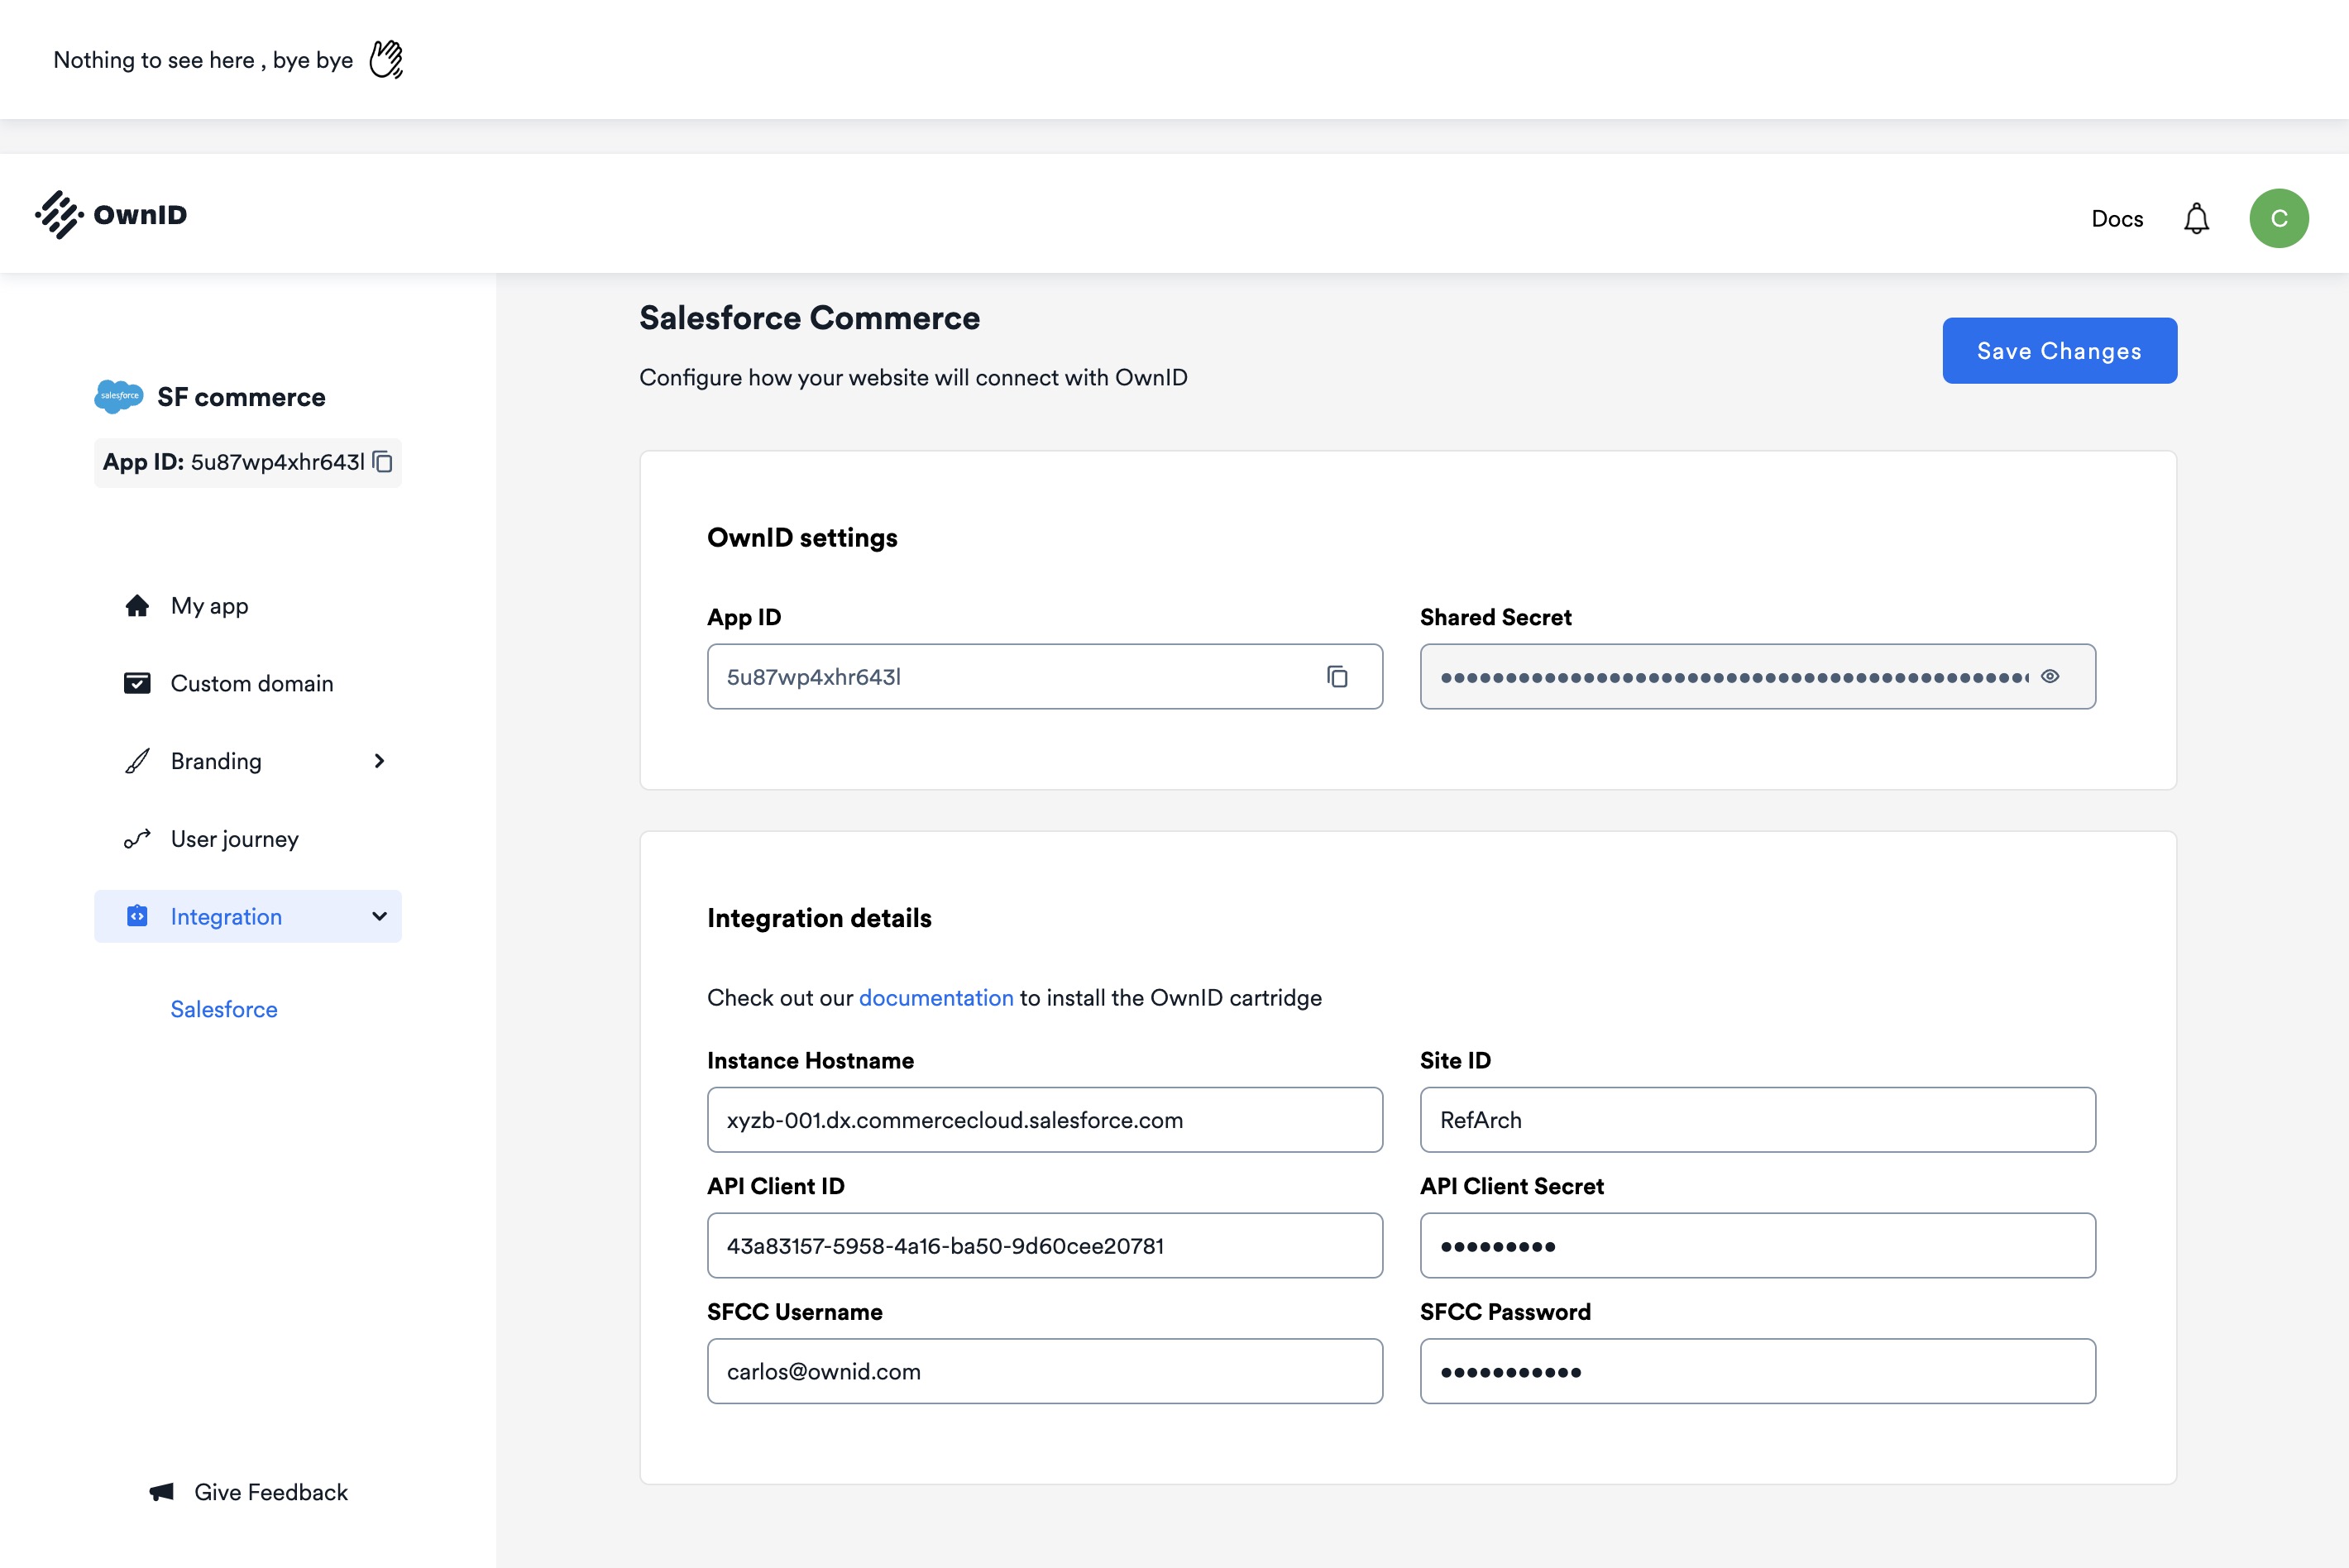 Nothing to see here , bye bye
OwnID
Docs
C
salesforce
SF commerce
App ID: 5u87wp4xhr643l
My app
Custom domain
Branding
User journey
Integration
Salesforce
Give Feedback
Salesforce Commerce
Configure how your website will connect with OwnID
Save Changes
OwnID settings
App ID
5u87wp4xhr643l
Shared Secret
Integration details
Check out our documentation to install the OwnID cartridge
Instance Hostname
xyzb-001.dx.commercecloud.salesforce.com
Site ID
RefArch
API Client ID
43a83157-5958-4a16-ba50-9d60cee20781
API Client Secret
●●●●●●●●●
SFCC Username
carlos@ownid.com
SFCC Password
●●●●●●●●●●●